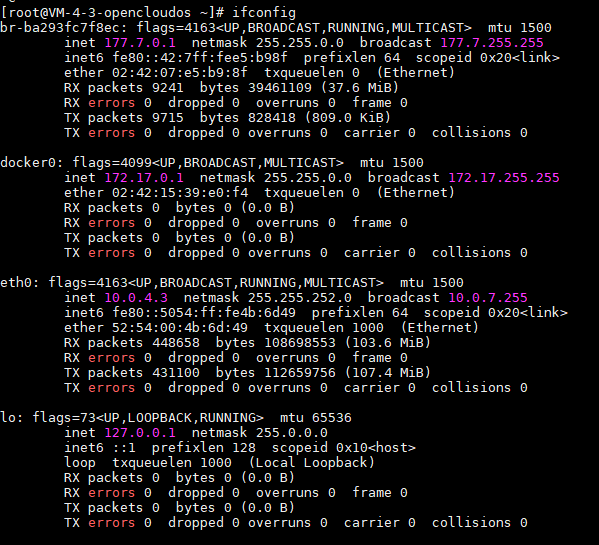 [root@VM-4-3-opencloudos ~]# ifconfig
br-ba293fc7f8ec: flags=4163<UP,BROADCAST,RUNNING,MULTICAST>  mtu 1500
        inet 177.7.0.1  netmask 255.255.0.0  broadcast 177.7.255.255
        inet6 fe80::42:7ff:fee5:b98f  prefixlen 64  scopeid 0x20<link>
        ether 02:42:07:e5:b9:8f  txqueuelen 0  (Ethernet)
        RX packets 9241  bytes 39461109 (37.6 MiB)
        RX errors 0  dropped 0  overruns 0  frame 0
        TX packets 9715  bytes 828418 (809.0 KiB)
        TX errors 0  dropped 0 overruns 0  carrier 0  collisions 0

docker0: flags=4099<UP,BROADCAST,MULTICAST>  mtu 1500
        inet 172.17.0.1  netmask 255.255.0.0  broadcast 172.17.255.255
        ether 02:42:15:39:e0:f4  txqueuelen 0  (Ethernet)
        RX packets 0  bytes 0 (0.0 B)
        RX errors 0  dropped 0  overruns 0  frame 0
        TX packets 0  bytes 0 (0.0 B)
        TX errors 0  dropped 0 overruns 0  carrier 0  collisions 0

eth0: flags=4163<UP,BROADCAST,RUNNING,MULTICAST>  mtu 1500
        inet 10.0.4.3  netmask 255.255.252.0  broadcast 10.0.7.255
        inet6 fe80::5054:ff:fe4b:6d49  prefixlen 64  scopeid 0x20<link>
        ether 52:54:00:4b:6d:49  txqueuelen 1000  (Ethernet)
        RX packets 448658  bytes 108698553 (103.6 MiB)
        RX errors 0  dropped 0  overruns 0  frame 0
        TX packets 431100  bytes 112659756 (107.4 MiB)
        TX errors 0  dropped 0 overruns 0  carrier 0  collisions 0

lo: flags=73<UP,LOOPBACK,RUNNING>  mtu 65536
        inet 127.0.0.1  netmask 255.0.0.0
        inet6 ::1  prefixlen 128  scopeid 0x10<host>
        loop  txqueuelen 1000  (Local Loopback)
        RX packets 0  bytes 0 (0.0 B)
        RX errors 0  dropped 0  overruns 0  frame 0
        TX packets 0  bytes 0 (0.0 B)
        TX errors 0  dropped 0 overruns 0  carrier 0  collisions 0